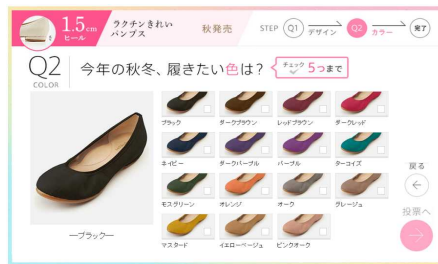 1.5cm
ヒール
ラクチンきれい
パンプス
秋発売
STEP Q1 デザイン Q2 カラー 完了
Q2
COLOR
今年の秋冬、履きたい色は?
チェック 5つまで
ブラック ダークブラウン レッドブラウン ダークレッド
ネイビー ダークパープル パープル ターコイズ
モスグリーン オレンジ オーク グレージュ
マスタード イエローベージュ ピンクオーク
―ブラック―
戻る
投票へ